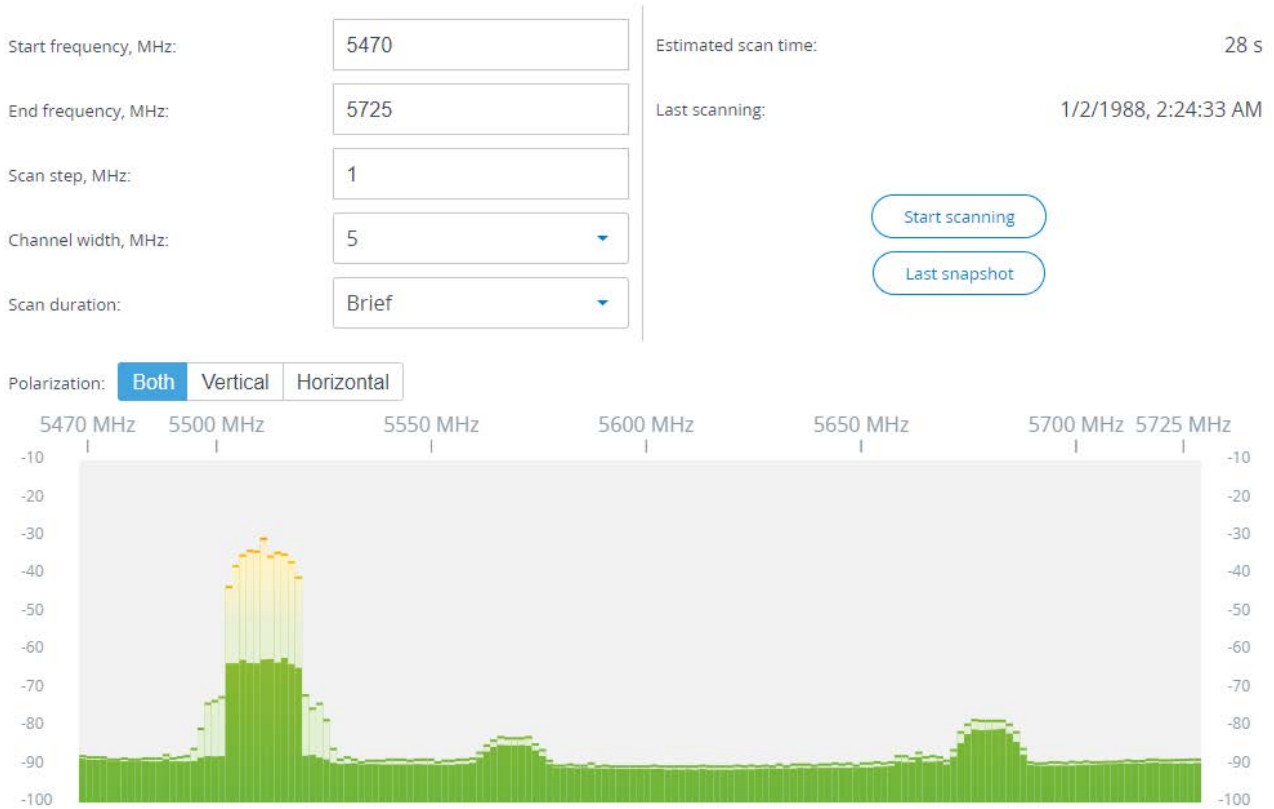 Start frequency, MHz: 5470
End frequency, MHz: 5725
Scan step, MHz: 1
Channel width, MHz: 5
Scan duration: Brief
Estimated scan time: 28 s
Last scanning: 1/2/1988, 2:24:33 AM
Start scanning
Last snapshot
Polarization: Both Vertical Horizontal
5470 MHz 5500 MHz 5550 MHz 5600 MHz 5650 MHz 5700 MHz 5725 MHz
-10 -10
-20 -20
-30 -30
-40 -40
-50 -50
-60 -60
-70 -70
-80 -80
-90 -90
-100 -100